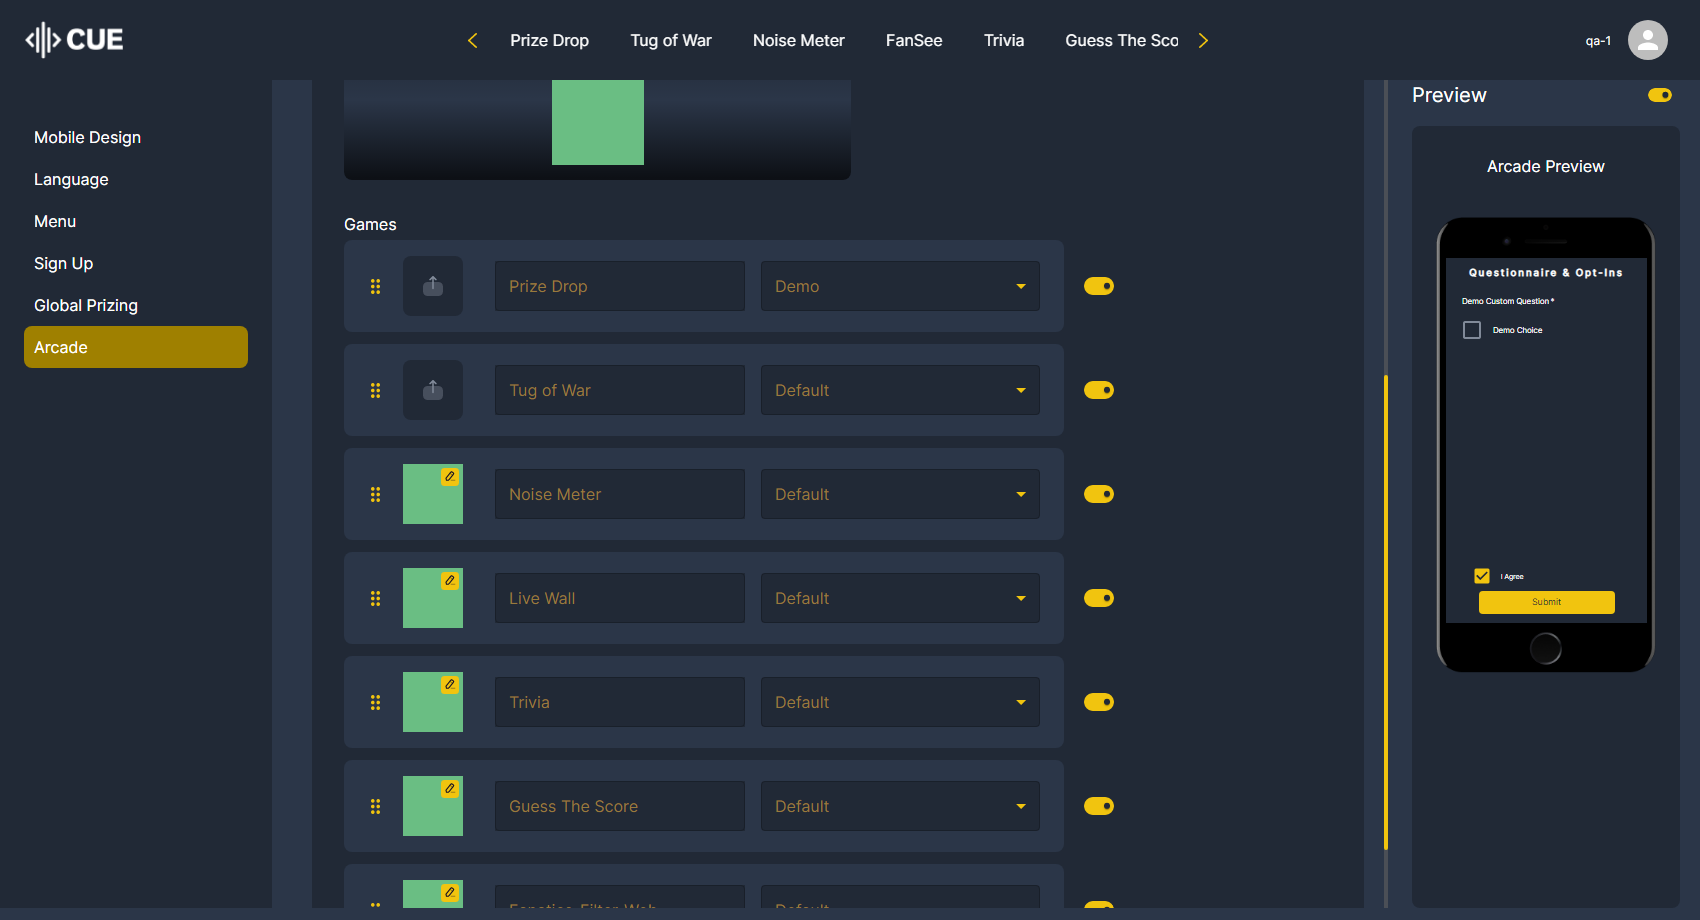 CUE
Prize Drop
Tug of War
Noise Meter
FanSee
Trivia
Guess The Sco
qa-1
Mobile Design
Language
Menu
Sign Up
Global Prizing
Arcade
Games
Prize Drop
Demo
Tug of War
Default
Noise Meter
Default
Live Wall
Default
Trivia
Default
Guess The Score
Default
Default
Preview
Arcade Preview
Questionnaire & Opt-Ins
Demo Custom Question *
Demo Choice
I Agree
Submit